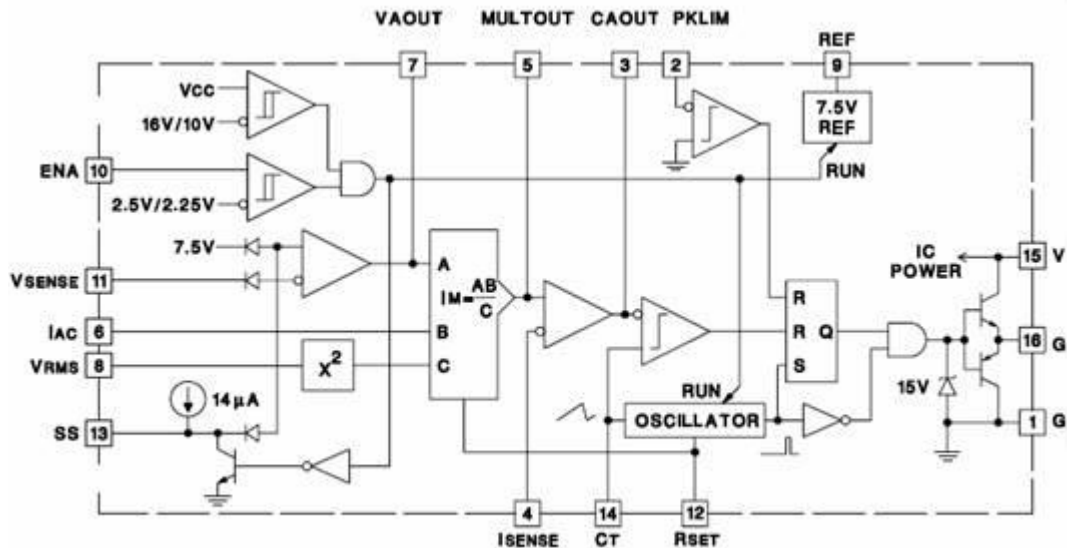 VAOUT MULTOUT CAOUT PKLIM REF
7 5 3 2 9
VCC
16V/10V
7.5V
REF
ENA 10
2.5V/2.25V
RUN
7.5V
VSENSE 11
A
IM=AB/C
IAC 6
B
VRMS 8
X²
C
14µA
SS 13
R
R Q
S
RUN
OSCILLATOR
IC
POWER
15 V
16 G
15V
1 G
4 14 12
ISENSE CT RSET